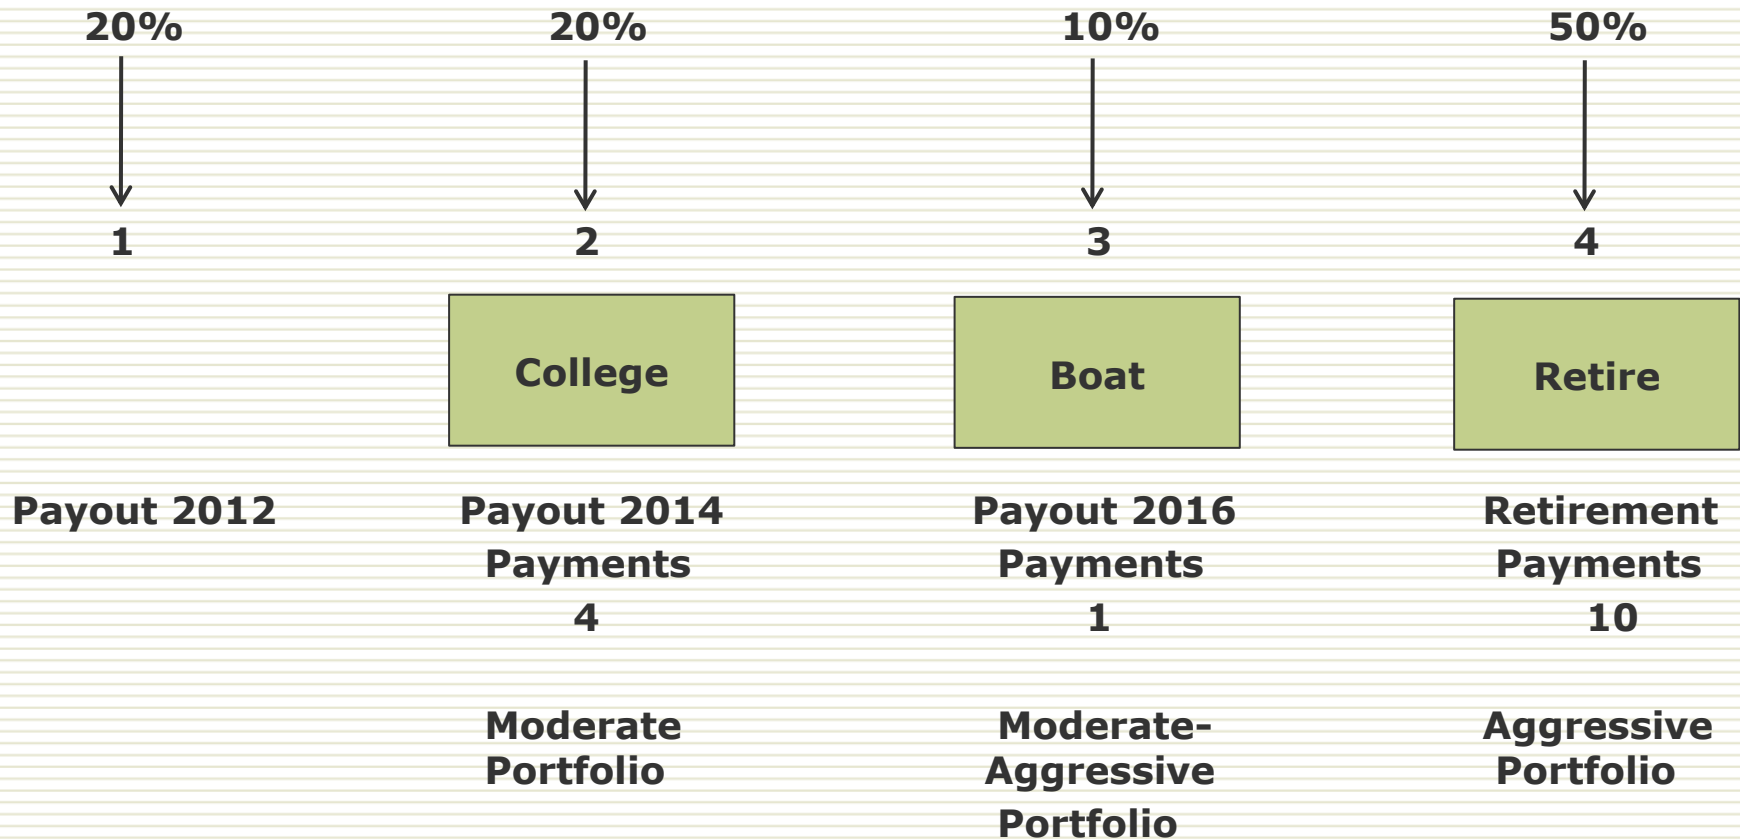 20% 20% 10% 50%
1 2 3 4
College Boat Retire
Payout 2012 Payout 2014 Payout 2016 Retirement
Payments Payments Payments
4 1 10
Moderate Moderate- Aggressive
Portfolio Aggressive Portfolio
Portfolio